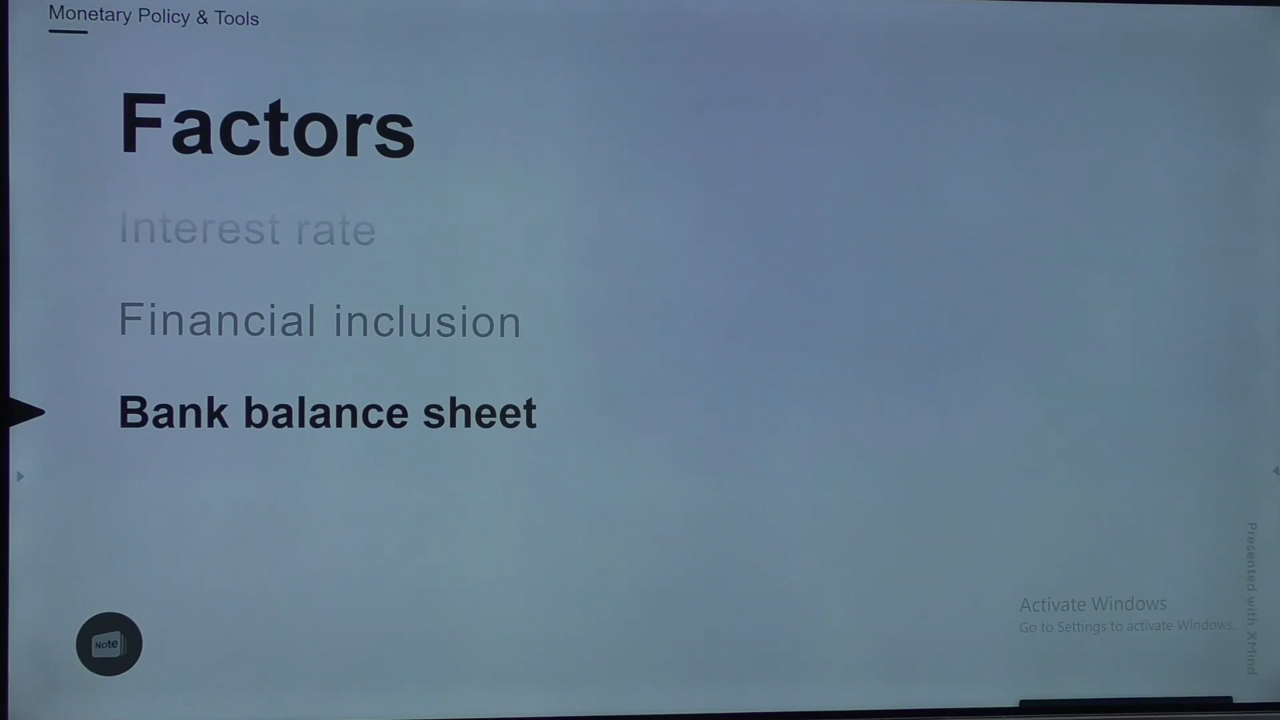 Monetary Policy & Tools
Factors
Interest rate
Financial inclusion
Bank balance sheet
Note
Activate Windows
Go to Settings to activate Windows.
Presented with XMind